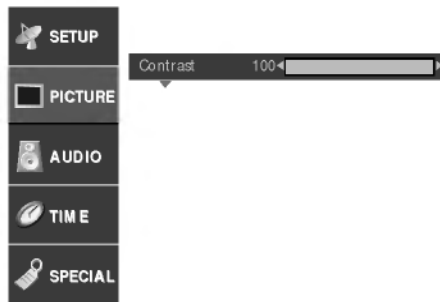 SETUP
Contrast 100
PICTURE
AUDIO
TIME
SPECIAL